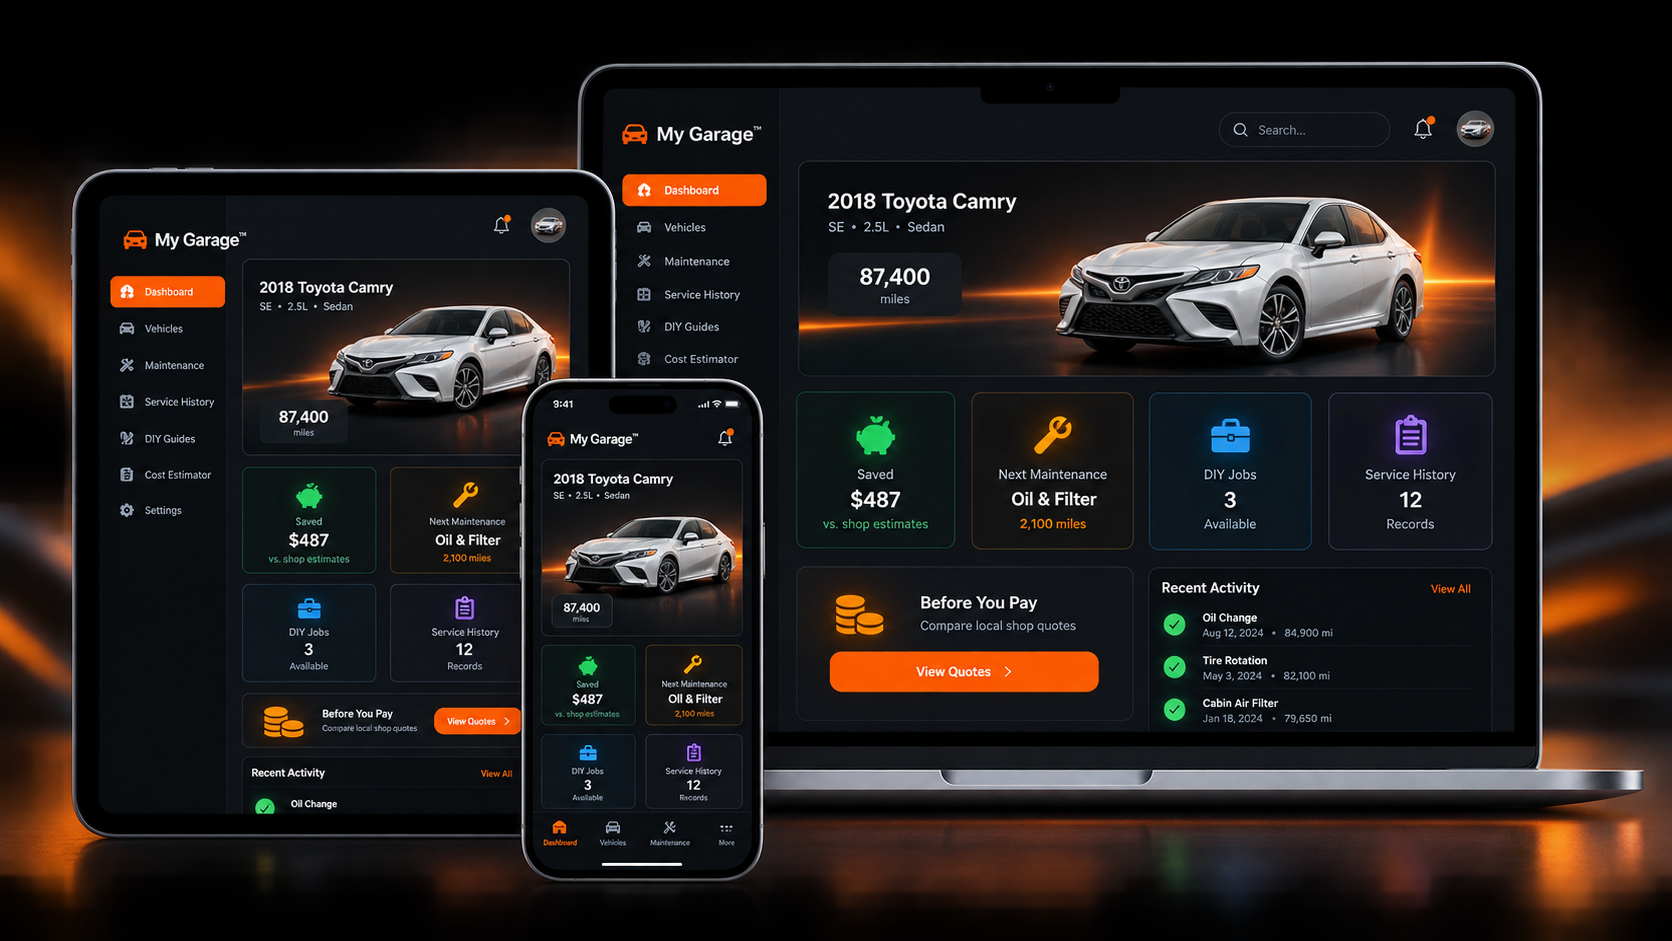 My Garage™
Dashboard
Vehicles
Maintenance
Service History
DIY Guides
Cost Estimator
Search...
2018 Toyota Camry
SE • 2.5L • Sedan
87,400
miles
Saved
$487
vs. shop estimates
Next Maintenance
Oil & Filter
2,100 miles
DIY Jobs
3
Available
Service History
12
Records
Before You Pay
Compare local shop quotes
View Quotes
Recent Activity
View All
Oil Change
Aug 12, 2024 • 84,900 mi
Tire Rotation
May 3, 2024 • 82,100 mi
Cabin Air Filter
Jan 18, 2024 • 79,650 mi
My Garage™
Dashboard
Vehicles
Maintenance
Service History
DIY Guides
Cost Estimator
Settings
2018 Toyota Camry
SE • 2.5L • Sedan
87,400
miles
Saved
$487
vs. shop estimates
Next Maintenance
Oil & Filter
2,100 miles
DIY Jobs
3
Available
Service History
12
Records
Before You Pay
Compare local shop quotes
View Quotes
Recent Activity
View All
Oil Change
9:41
My Garage™
2018 Toyota Camry
SE • 2.5L • Sedan
87,400
miles
Saved
$487
vs. shop estimates
Next Maintenance
Oil & Filter
2,100 miles
DIY Jobs
3
Available
Service History
12
Records
Dashboard
Vehicles
Maintenance
More